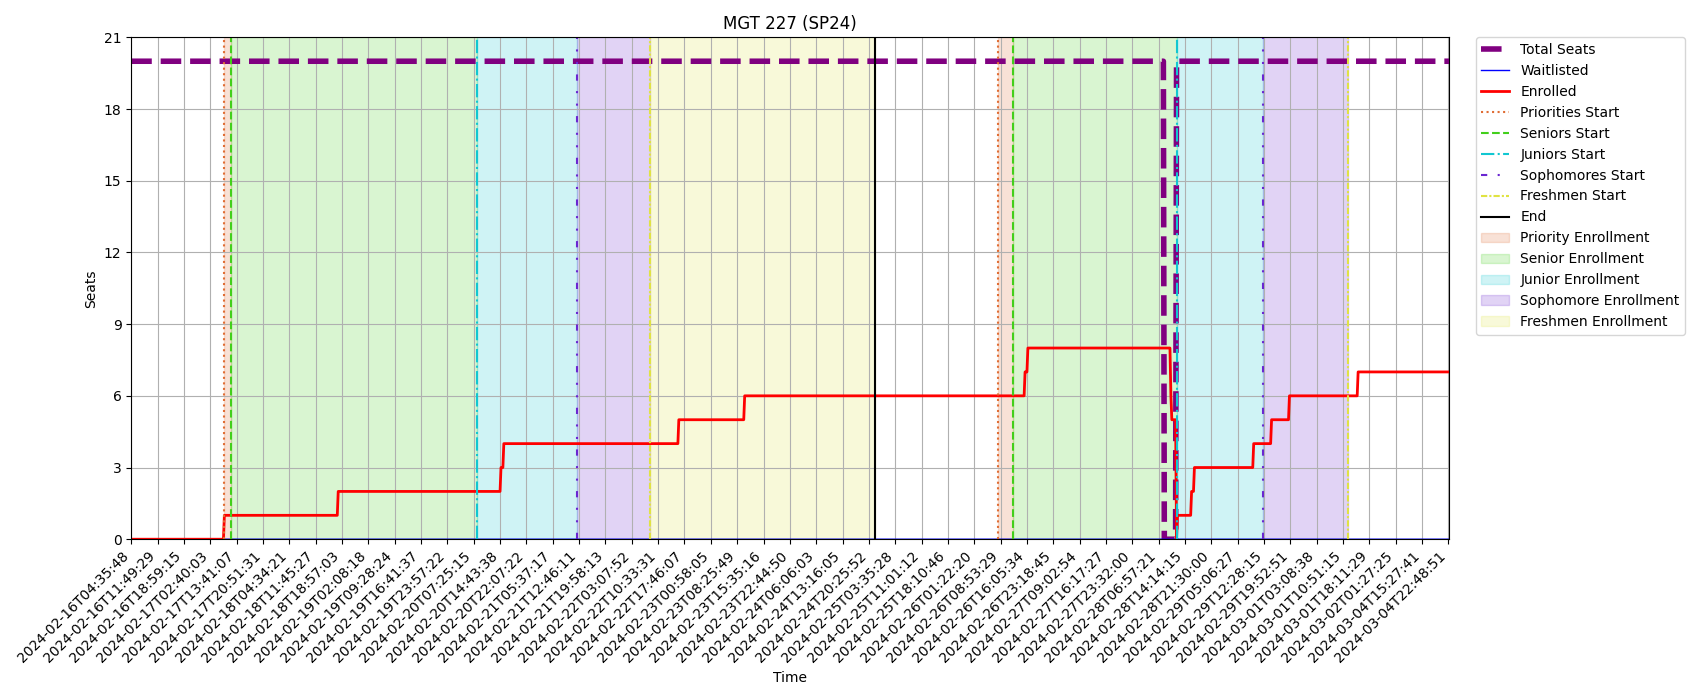 MGT 227 (SP24)
Seats
21
18
15
12
9
6
3
0
2024-02-16T04:35:48
2024-02-16T11:49:29
2024-02-16T18:59:15
2024-02-17T02:40:03
2024-02-17T13:41:07
2024-02-17T20:51:31
2024-02-18T04:34:21
2024-02-18T11:45:27
2024-02-18T18:57:03
2024-02-19T02:08:18
2024-02-19T09:28:24
2024-02-19T16:41:37
2024-02-19T23:57:22
2024-02-20T07:25:15
2024-02-20T14:43:38
2024-02-20T22:07:22
2024-02-21T05:37:17
2024-02-21T12:46:11
2024-02-21T19:58:13
2024-02-22T03:07:52
2024-02-22T10:33:31
2024-02-22T17:46:07
2024-02-23T00:58:05
2024-02-23T08:25:49
2024-02-23T15:35:16
2024-02-23T22:44:50
2024-02-24T06:06:03
2024-02-24T13:16:05
2024-02-24T20:25:52
2024-02-25T03:35:28
2024-02-25T11:01:12
2024-02-25T18:10:46
2024-02-26T01:22:20
2024-02-26T08:53:29
2024-02-26T16:05:34
2024-02-26T23:18:45
2024-02-27T09:02:54
2024-02-27T16:17:27
2024-02-27T23:32:00
2024-02-28T06:57:21
2024-02-28T14:14:15
2024-02-28T21:30:00
2024-02-29T05:06:27
2024-02-29T12:28:15
2024-02-29T19:52:51
2024-03-01T03:08:38
2024-03-01T10:51:15
2024-03-01T18:11:29
2024-03-02T01:27:25
2024-03-04T15:27:41
2024-03-04T22:48:51
Time
Total Seats
Waitlisted
Enrolled
Priorities Start
Seniors Start
Juniors Start
Sophomores Start
Freshmen Start
End
Priority Enrollment
Senior Enrollment
Junior Enrollment
Sophomore Enrollment
Freshmen Enrollment